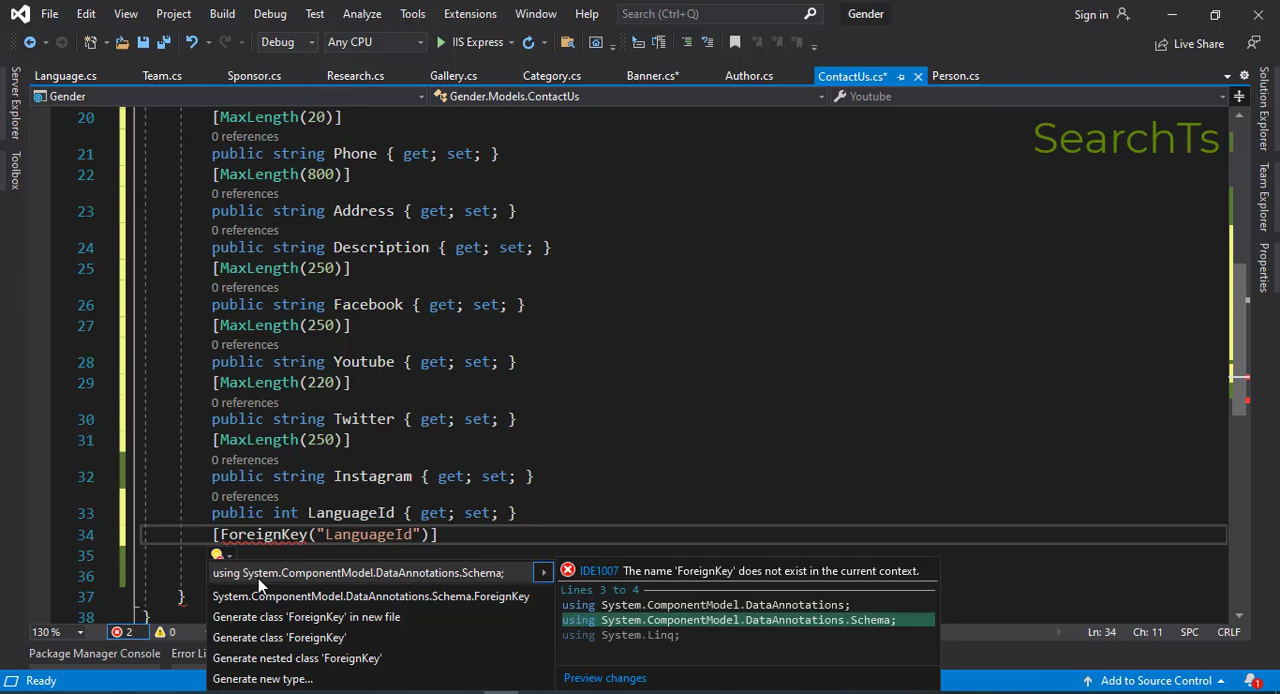 File Edit View Project Build Debug Test Analyze Tools Extensions Window Help Search (Ctrl+Q) Gender Sign in
Debug Any CPU IIS Express Live Share
Language.cs Team.cs Sponsor.cs Research.cs Gallery.cs Category.cs Banner.cs* Author.cs ContactUs.cs* Person.cs
Gender Gender.Models.ContactUs Youtube
Server Explorer
Toolbox
Solution Explorer
Team Explorer
Properties
SearchTs
20 [MaxLength(20)]
0 references
21 public string Phone { get; set; }
22 [MaxLength(800)]
0 references
23 public string Address { get; set; }
0 references
24 public string Description { get; set; }
25 [MaxLength(250)]
0 references
26 public string Facebook { get; set; }
27 [MaxLength(250)]
0 references
28 public string Youtube { get; set; }
29 [MaxLength(220)]
0 references
30 public string Twitter { get; set; }
31 [MaxLength(250)]
0 references
32 public string Instagram { get; set; }
0 references
33 public int LanguageId { get; set; }
34 [ForeignKey("LanguageId")]
35
36
37 }
38 }
using System.ComponentModel.DataAnnotations.Schema;
System.ComponentModel.DataAnnotations.Schema.ForeignKey
Generate class 'ForeignKey' in new file
Generate class 'ForeignKey'
Generate nested class 'ForeignKey'
Generate new type...
IDE1007 The name 'ForeignKey' does not exist in the current context.
Lines 3 to 4
using System.ComponentModel.DataAnnotations;
using System.ComponentModel.DataAnnotations.Schema;
using System.Linq;
Preview changes
130 % 2 0 Ln: 34 Ch: 11 SPC CRLF
Package Manager Console Error Li
Ready Add to Source Control 1